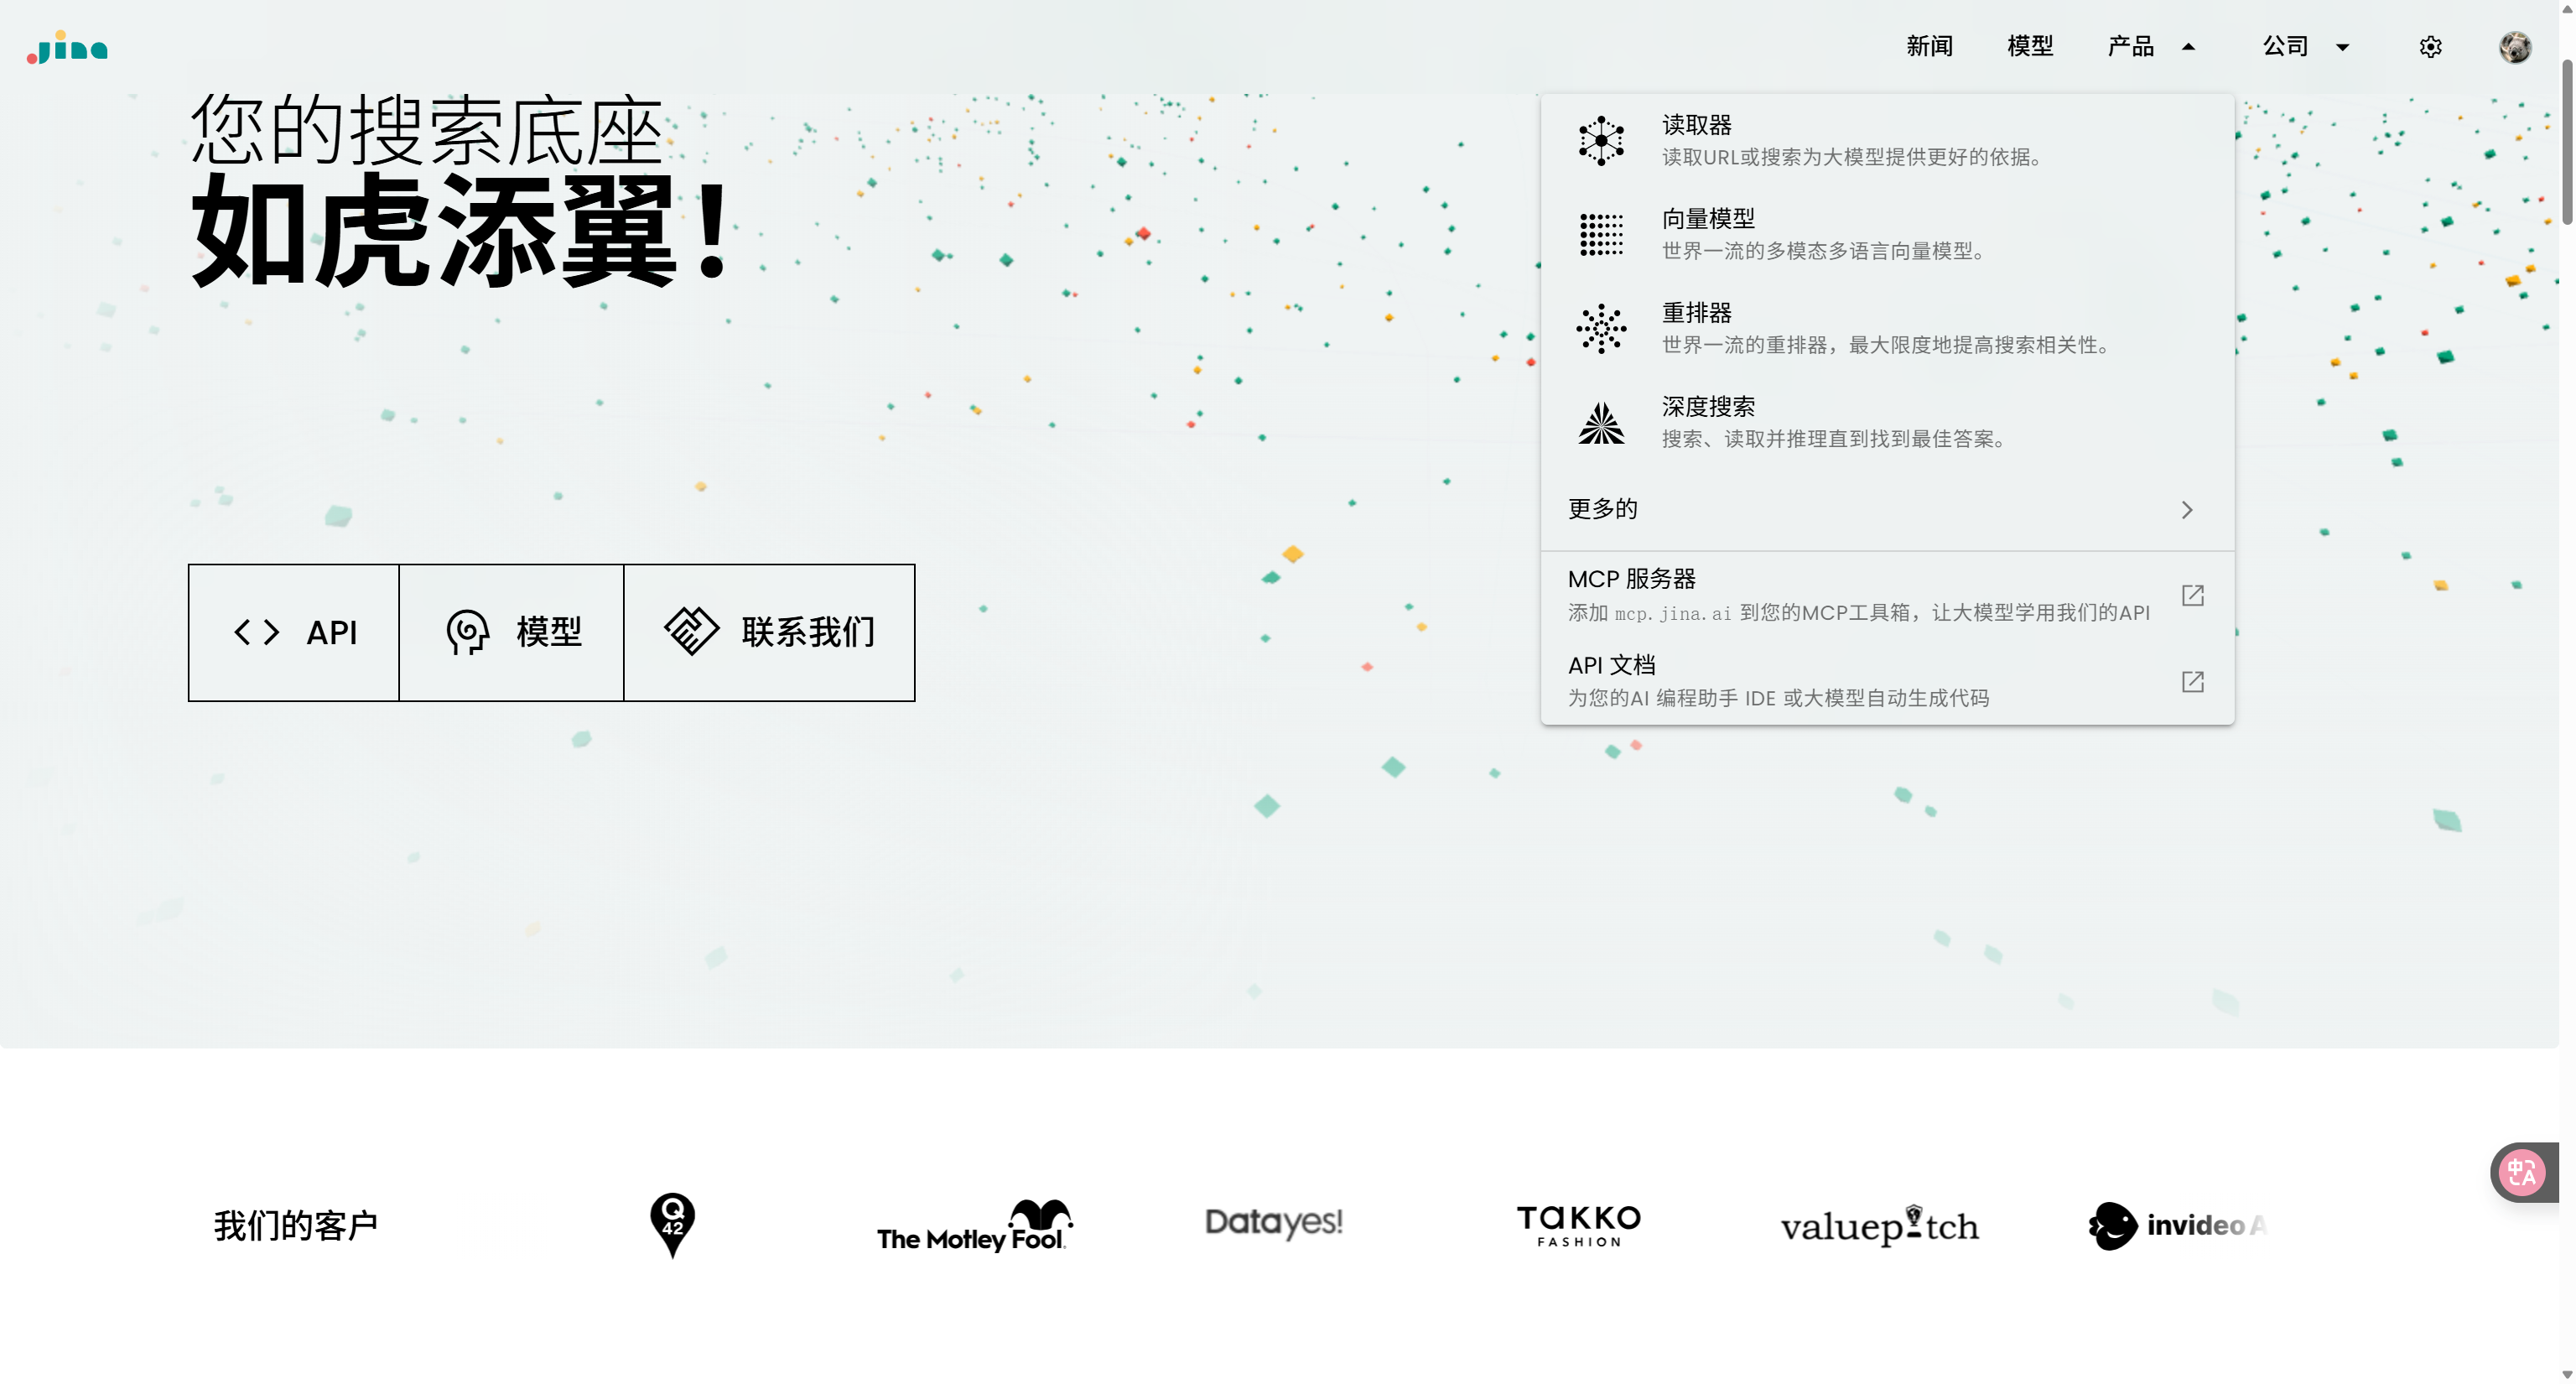 Jina
新闻
模型
产品
公司
您的搜索底座
如虎添翼！
API
模型
联系我们
读取器
读取URL或搜索为大模型提供更好的依据。
向量模型
世界一流的多模态多语言向量模型。
重排器
世界一流的重排器，最大限度地提高搜索相关性。
深度搜索
搜索、读取并推理直到找到最佳答案。
更多的
MCP 服务器
添加 mcp.jina.ai 到您的MCP工具箱，让大模型学用我们的API
API 文档
为您的AI 编程助手 IDE 或大模型自动生成代码
我们的客户
Q
42
The Motley Fool.
Datayes!
TAKKO
FASHION
valuepitch
invideo A
中 A